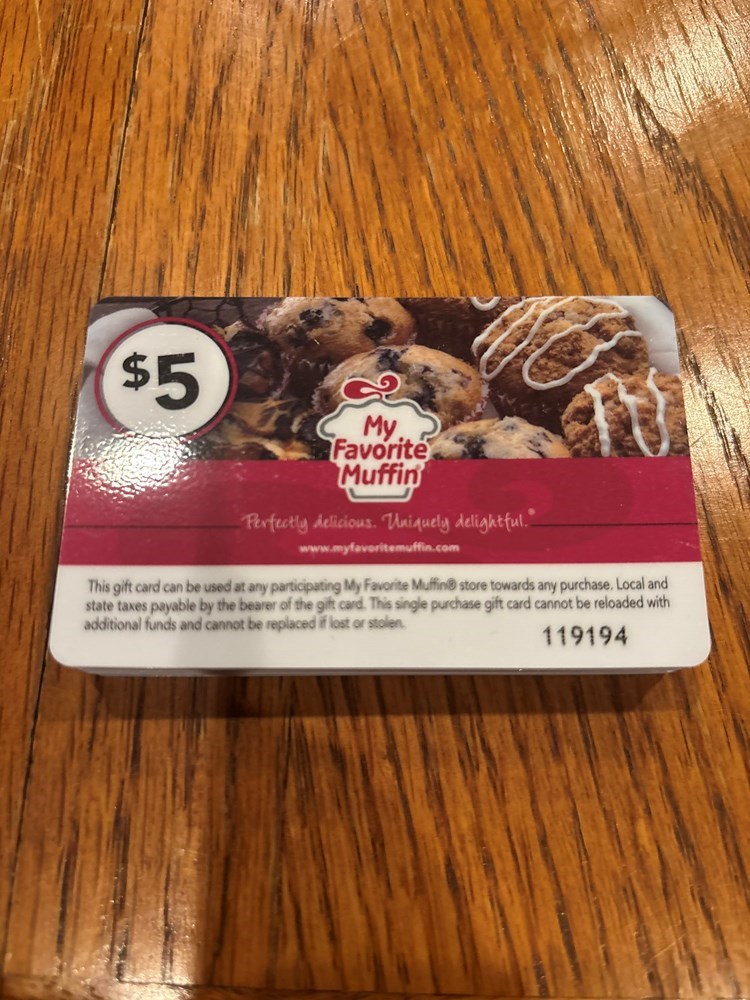 $5
My
Favorite
Muffin®
Perfectly delicious. Uniquely delightful.®
www.myfavoritemuffin.com
This gift card can be used at any participating My Favorite Muffin® store towards any purchase. Local and
state taxes payable by the bearer of the gift card. This single purchase gift card cannot be reloaded with
additional funds and cannot be replaced if lost or stolen.
119194